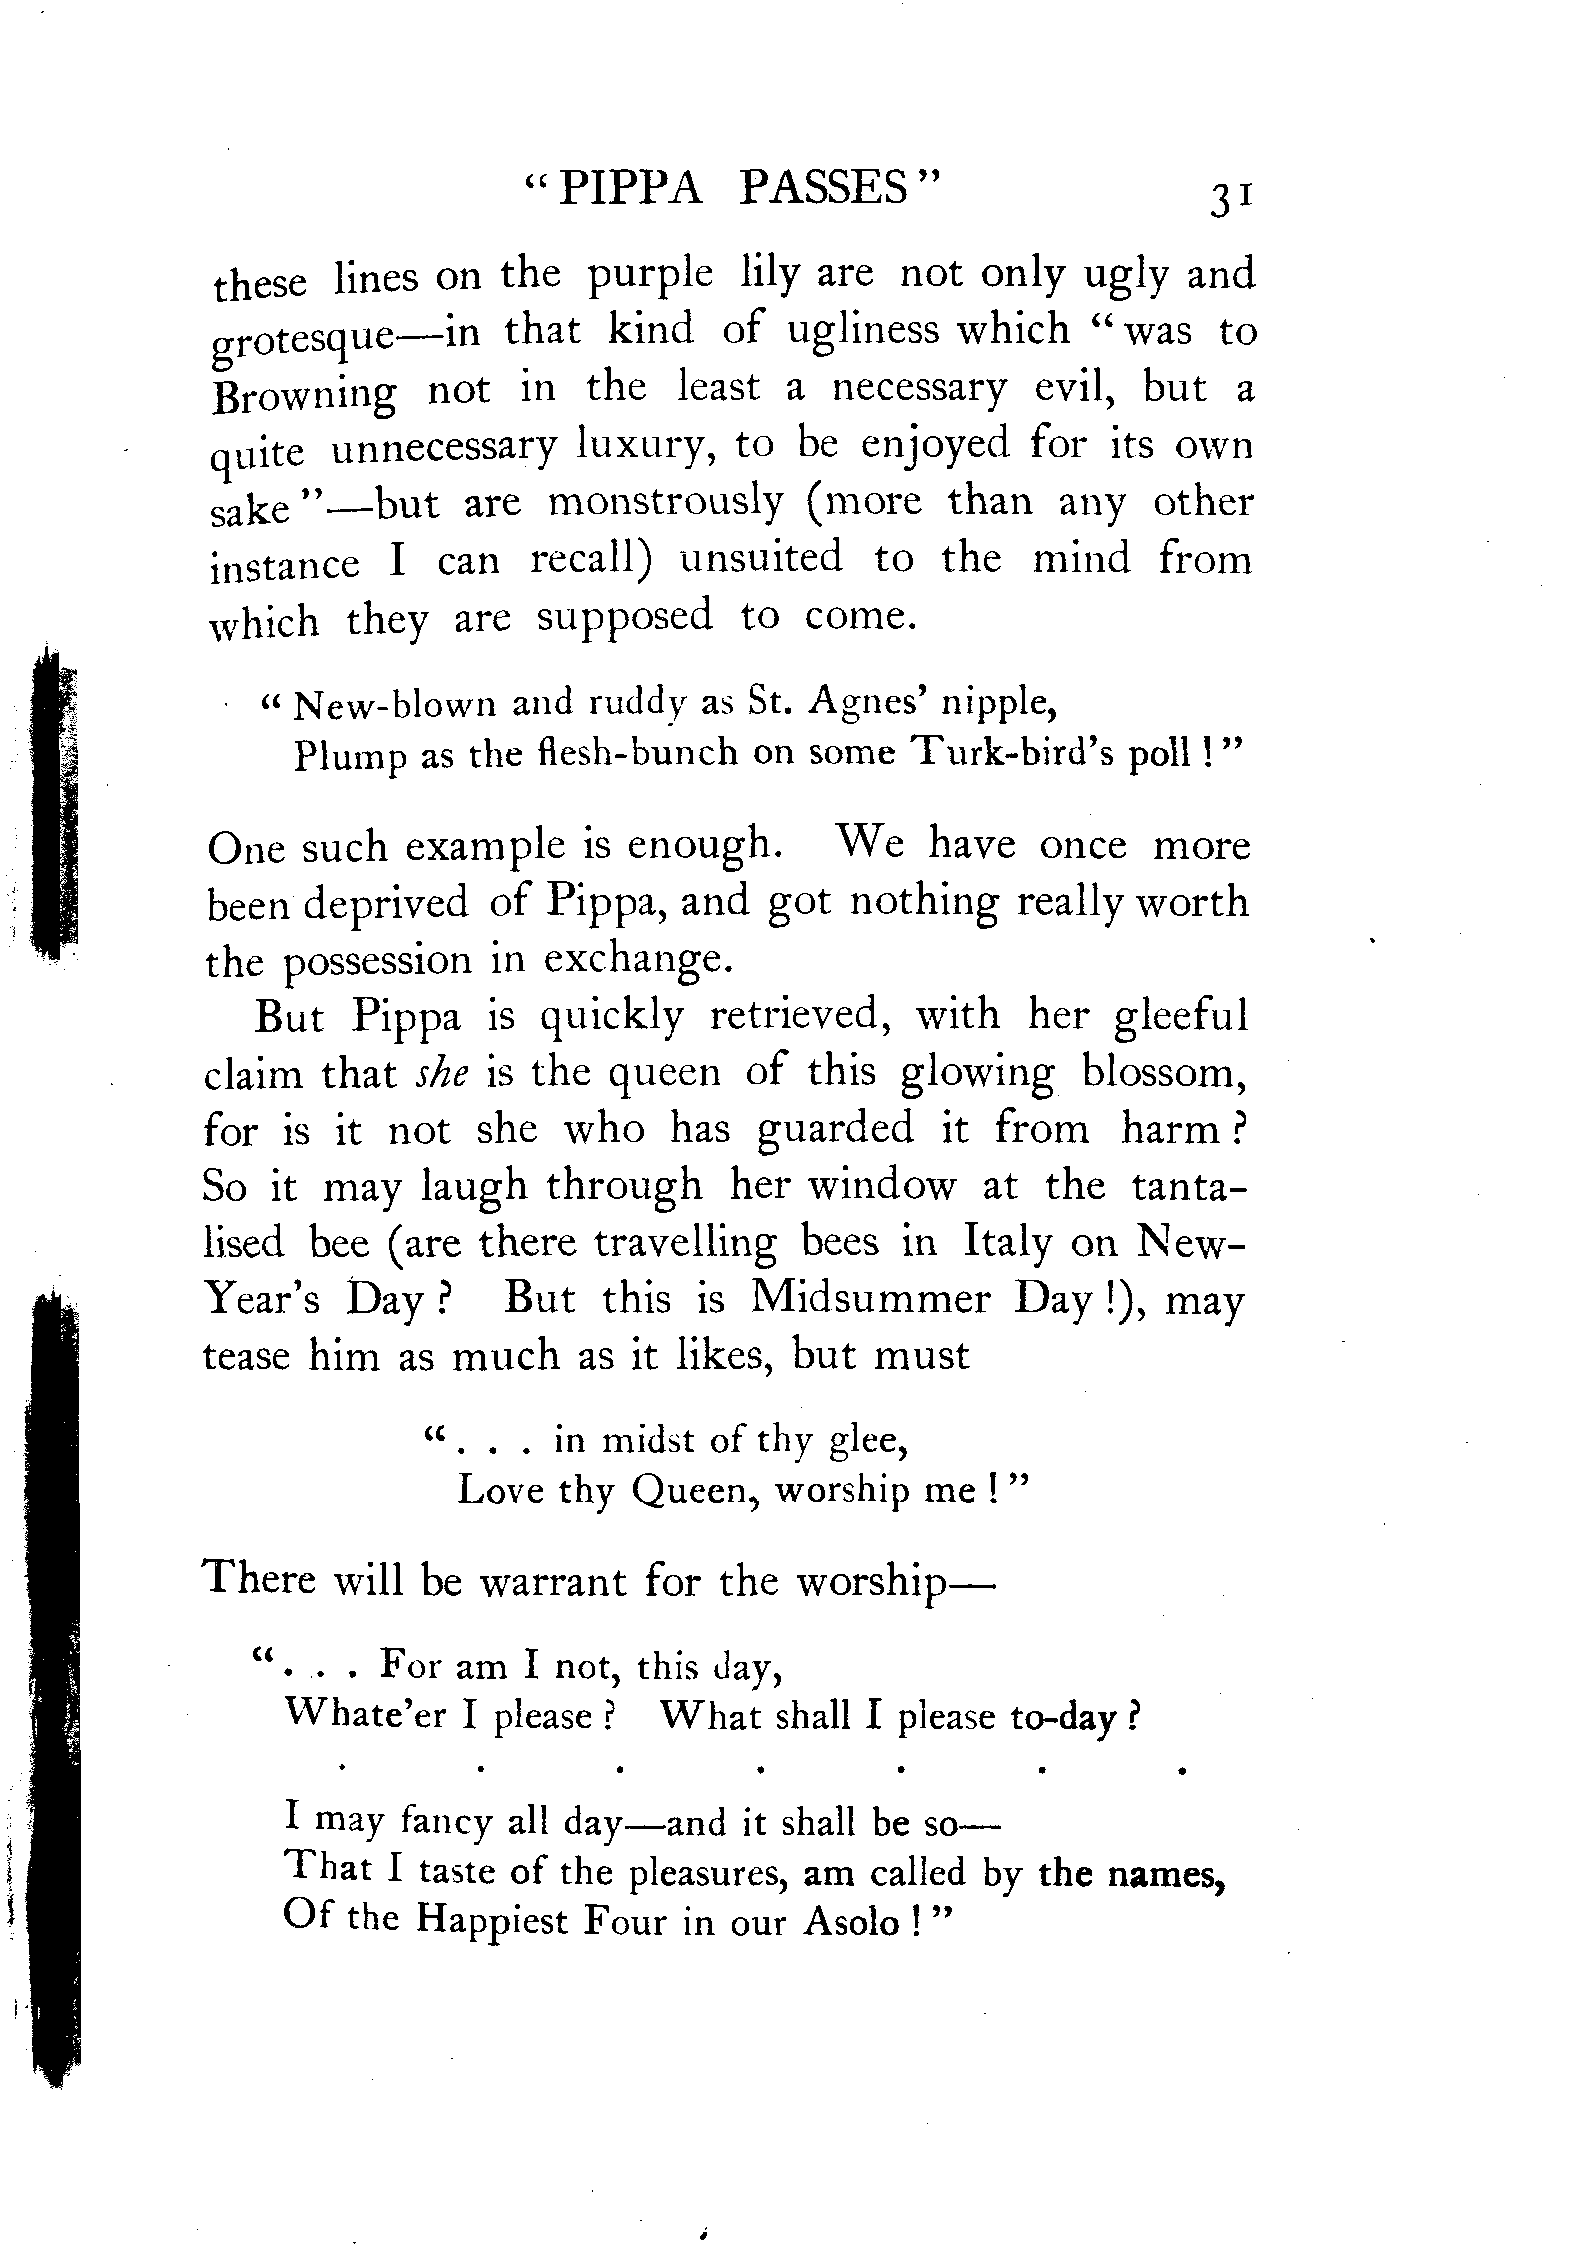 “ PIPPA PASSES ” 31
these lines on the purple lily are not only ugly and
grotesque—in that kind of ugliness which “ was to
Browning not in the least a necessary evil, but a
quite unnecessary luxury, to be enjoyed for its own
sake ”—but are monstrously (more than any other
instance I can recall) unsuited to the mind from
which they are supposed to come.
“ New-blown and ruddy as St. Agnes’ nipple,
Plump as the flesh-bunch on some Turk-bird’s poll ! ”
One such example is enough. We have once more
been deprived of Pippa, and got nothing really worth
the possession in exchange.
But Pippa is quickly retrieved, with her gleeful
claim that she is the queen of this glowing blossom,
for is it not she who has guarded it from harm ?
So it may laugh through her window at the tanta-
lised bee (are there travelling bees in Italy on New-
Year’s Day ? But this is Midsummer Day !), may
tease him as much as it likes, but must
“ . . . in midst of thy glee,
Love thy Queen, worship me ! ”
There will be warrant for the worship—
“ . . . For am I not, this day,
Whate’er I please ? What shall I please to-day ?
. . . . . . .
I may fancy all day—and it shall be so—
That I taste of the pleasures, am called by the names,
Of the Happiest Four in our Asolo ! ”